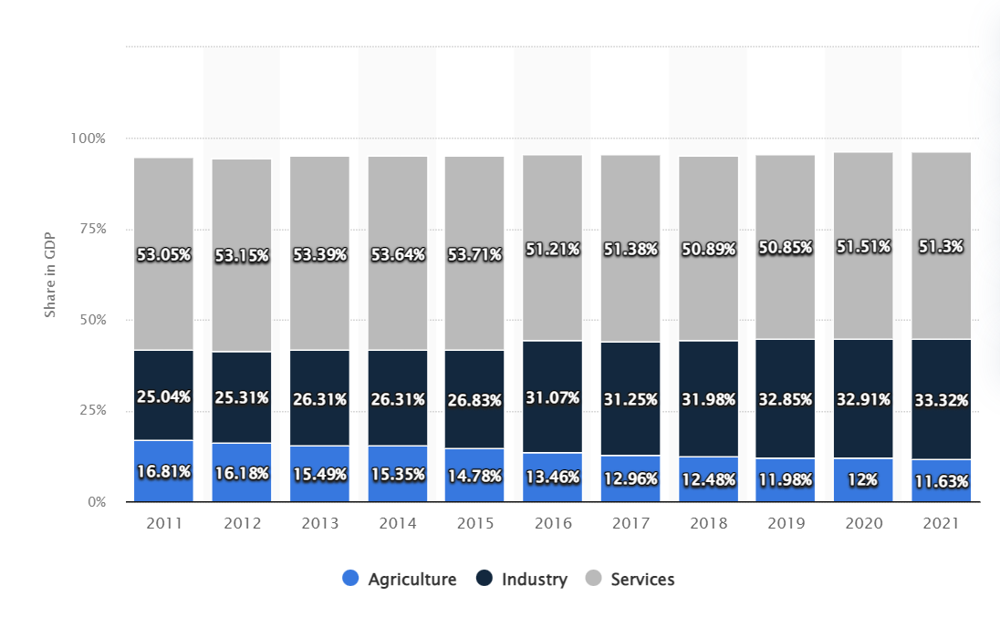 100%
75%
50%
25%
0%
Share in GDP
53.05% 53.15% 53.39% 53.64% 53.71% 51.21% 51.38% 50.89% 50.85% 51.51% 51.3%
25.04% 25.31% 26.31% 26.31% 26.83% 31.07% 31.25% 31.98% 32.85% 32.91% 33.32%
16.81% 16.18% 15.49% 15.35% 14.78% 13.46% 12.96% 12.48% 11.98% 12% 11.63%
2011 2012 2013 2014 2015 2016 2017 2018 2019 2020 2021
Agriculture Industry Services